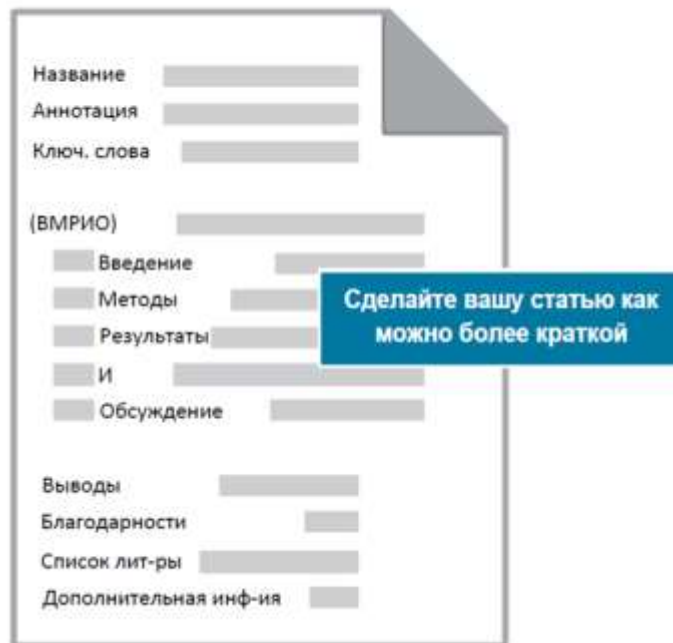 Название
Аннотация
Ключ. слова
(ВМРИО)
Введение
Методы
Результаты
И
Обсуждение
Сделайте вашу статью как
можно более краткой
Выводы
Благодарности
Список лит-ры
Дополнительная инф-ия